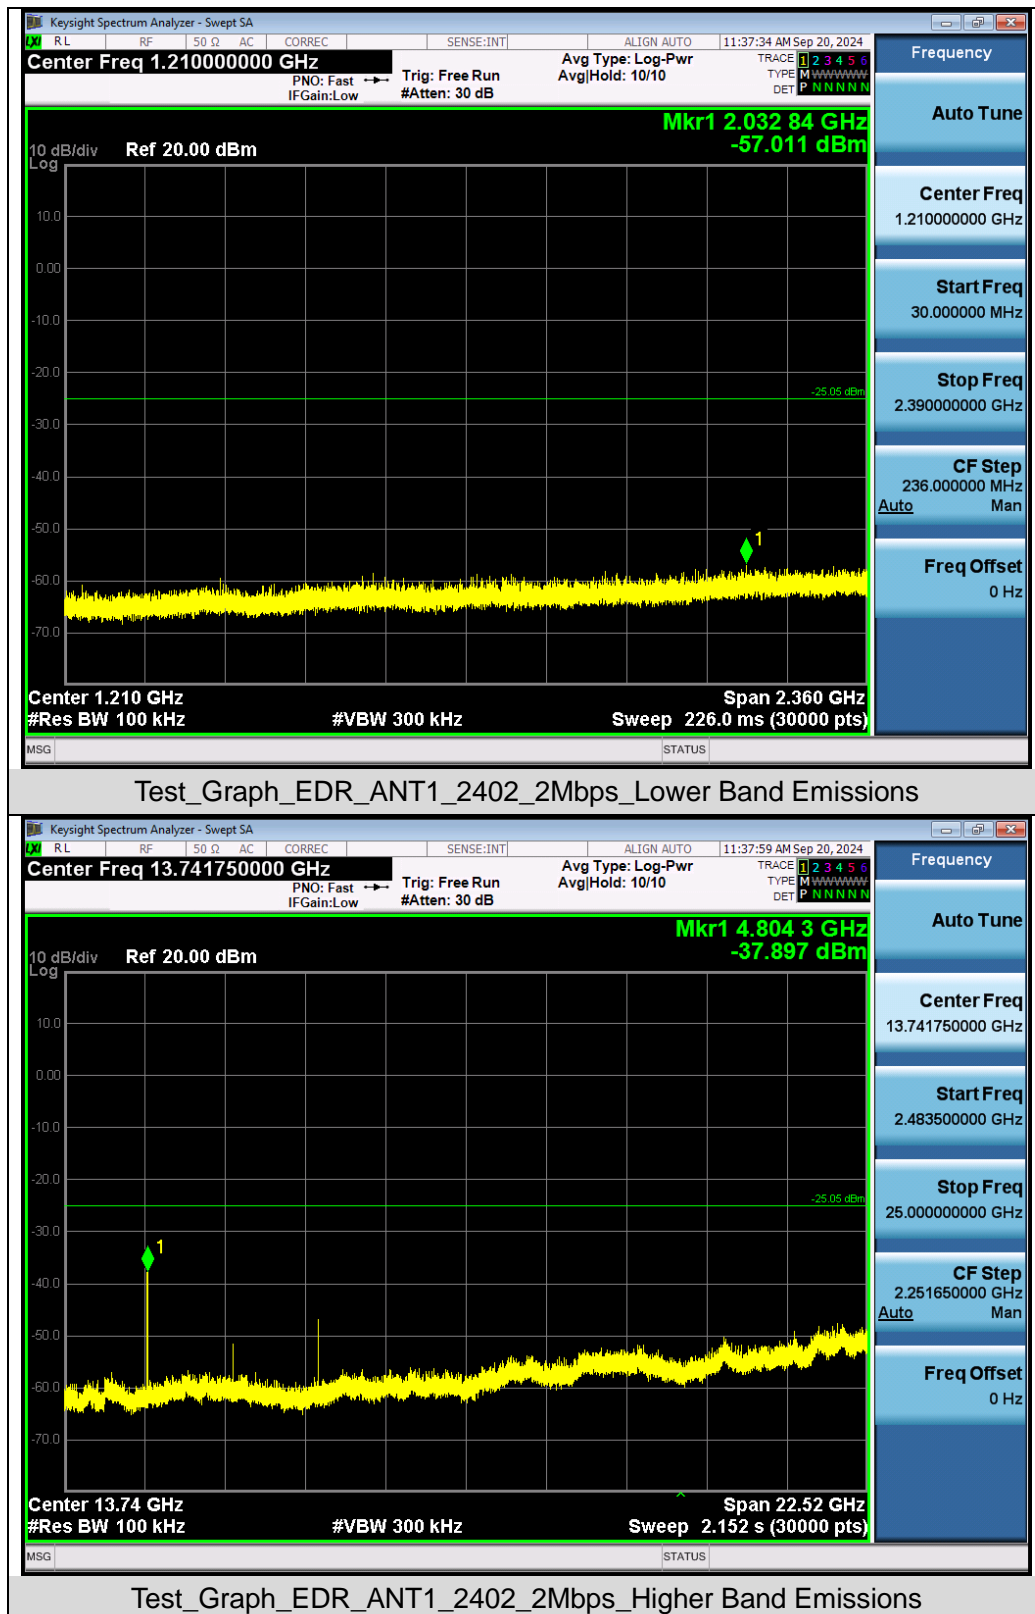 Keysight Spectrum Analyzer - Swept SA
LXI RL RF 50 Ω AC CORREC SENSE:INT ALIGN AUTO 11:37:34 AM Sep 20, 2024
Center Freq 1.210000000 GHz
PNO: Fast
IFGain:Low
Trig: Free Run
#Atten: 30 dB
Avg Type: Log-Pwr
Avg|Hold: 10/10
TRACE 1 2 3 4 5 6
TYPE M WWWWW
DET P N N N N N
Mkr1 2.032 84 GHz
-57.011 dBm
10 dB/div Ref 20.00 dBm
Log
10.0
0.00
-10.0
-20.0
-25.05 dBm
-30.0
-40.0
-50.0
1
-60.0
-70.0
Center 1.210 GHz Span 2.360 GHz
#Res BW 100 kHz #VBW 300 kHz Sweep 226.0 ms (30000 pts)
MSG STATUS
Frequency
Auto Tune
Center Freq
1.210000000 GHz
Start Freq
30.000000 MHz
Stop Freq
2.390000000 GHz
CF Step
236.000000 MHz
Auto Man
Freq Offset
0 Hz
Test_Graph_EDR_ANT1_2402_2Mbps_Lower Band Emissions
Keysight Spectrum Analyzer - Swept SA
LXI RL RF 50 Ω AC CORREC SENSE:INT ALIGN AUTO 11:37:59 AM Sep 20, 2024
Center Freq 13.741750000 GHz
PNO: Fast
IFGain:Low
Trig: Free Run
#Atten: 30 dB
Avg Type: Log-Pwr
Avg|Hold: 10/10
TRACE 1 2 3 4 5 6
TYPE M WWWWW
DET P N N N N N
Mkr1 4.804 3 GHz
-37.897 dBm
10 dB/div Ref 20.00 dBm
Log
10.0
0.00
-10.0
-20.0
-25.05 dBm
-30.0
1
-40.0
-50.0
-60.0
-70.0
Center 13.74 GHz Span 22.52 GHz
#Res BW 100 kHz #VBW 300 kHz Sweep 2.152 s (30000 pts)
MSG STATUS
Frequency
Auto Tune
Center Freq
13.741750000 GHz
Start Freq
2.483500000 GHz
Stop Freq
25.000000000 GHz
CF Step
2.251650000 GHz
Auto Man
Freq Offset
0 Hz
Test_Graph_EDR_ANT1_2402_2Mbps_Higher Band Emissions